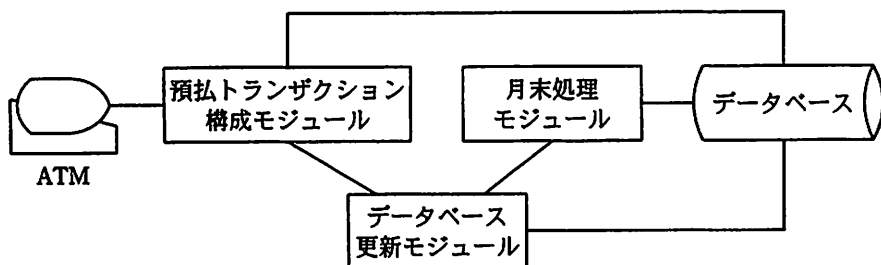 預払トランザクション
構成モジュール
月末処理
モジュール
データベース
ATM
データベース
更新モジュール